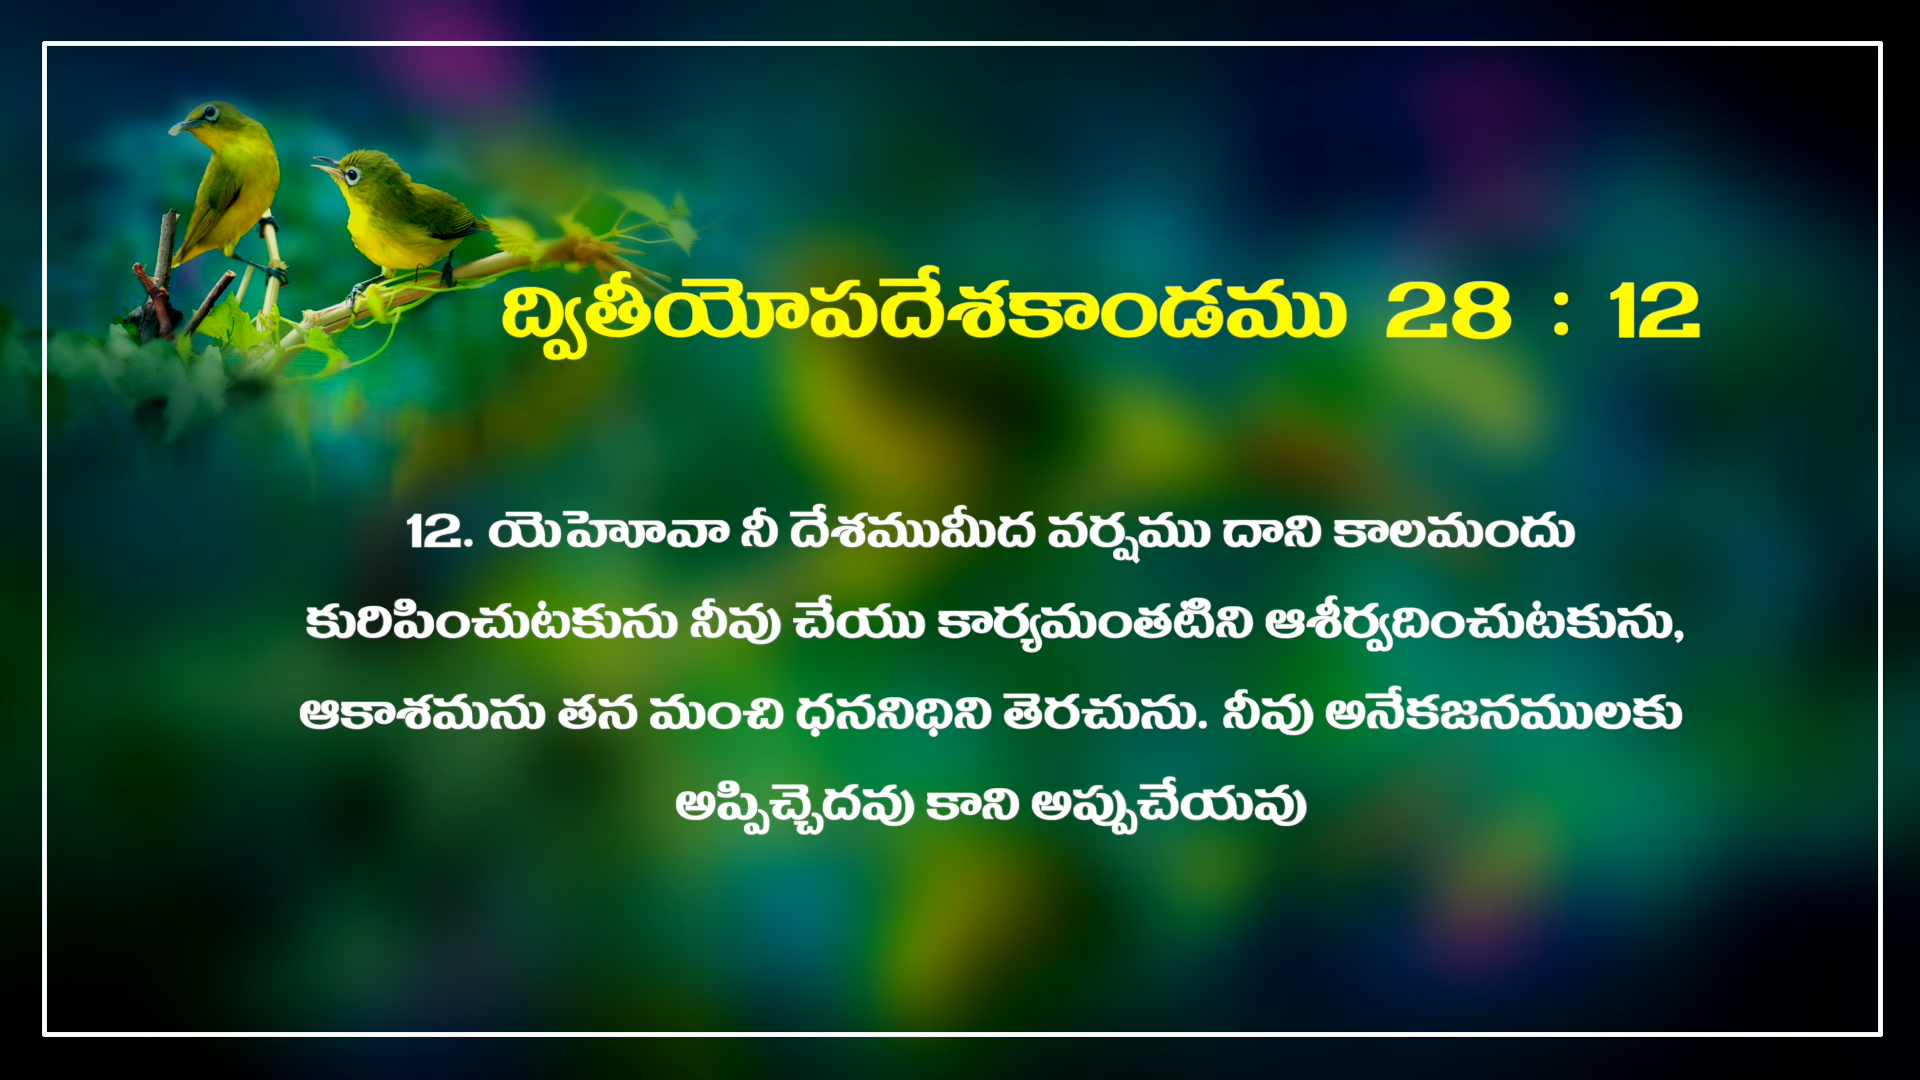 ద్వితీయోపదేశకాండము 28 : 12
12. యెహెూవా నీ దేశముమీద వర్షము దాని కాలమందు
కురిపించుటకును నీవు చేయు కార్యమంతటిని ఆశీర్వదించుటకును,
ఆకాశమను తన మంచి ధననిధిని తెరచును. నీవు అనేకజనములకు
అప్పిచ్చెదవు కాని అప్పుచేయవు